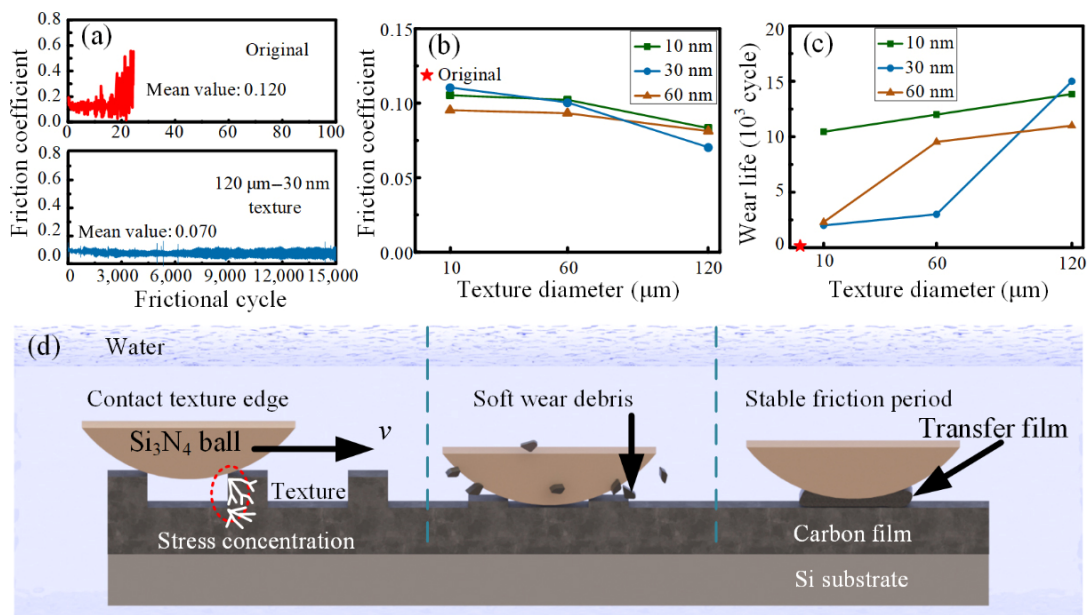 (a)
Original
Mean value: 0.120
0.8
0.6
0.4
0.2
0.0
0 20 40 60 80 100
120 μm–30 nm
texture
Mean value: 0.070
0.8
0.6
0.4
0.2
0.0
0 3,000 6,000 9,000 12,000 15,000
Frictional cycle
Friction coefficient
(b)
10 nm
30 nm
60 nm
Original
0.15
0.10
0.05
0.00
10 60 120
Texture diameter (μm)
Friction coefficient
(c)
10 nm
30 nm
60 nm
20
15
10
5
0
10 60 120
Texture diameter (μm)
Wear life (10³ cycle)
(d)
Water
Contact texture edge
Si₃N₄ ball
v
Texture
Stress concentration
Soft wear debris
Stable friction period
Transfer film
Carbon film
Si substrate